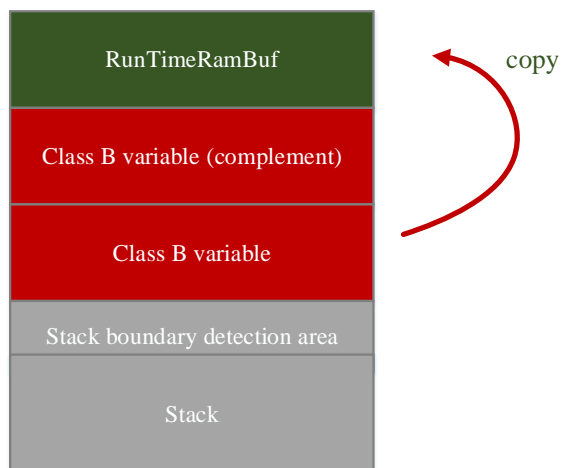 RunTimeRamBuf
copy
Class B variable (complement)
Class B variable
Stack boundary detection area
Stack